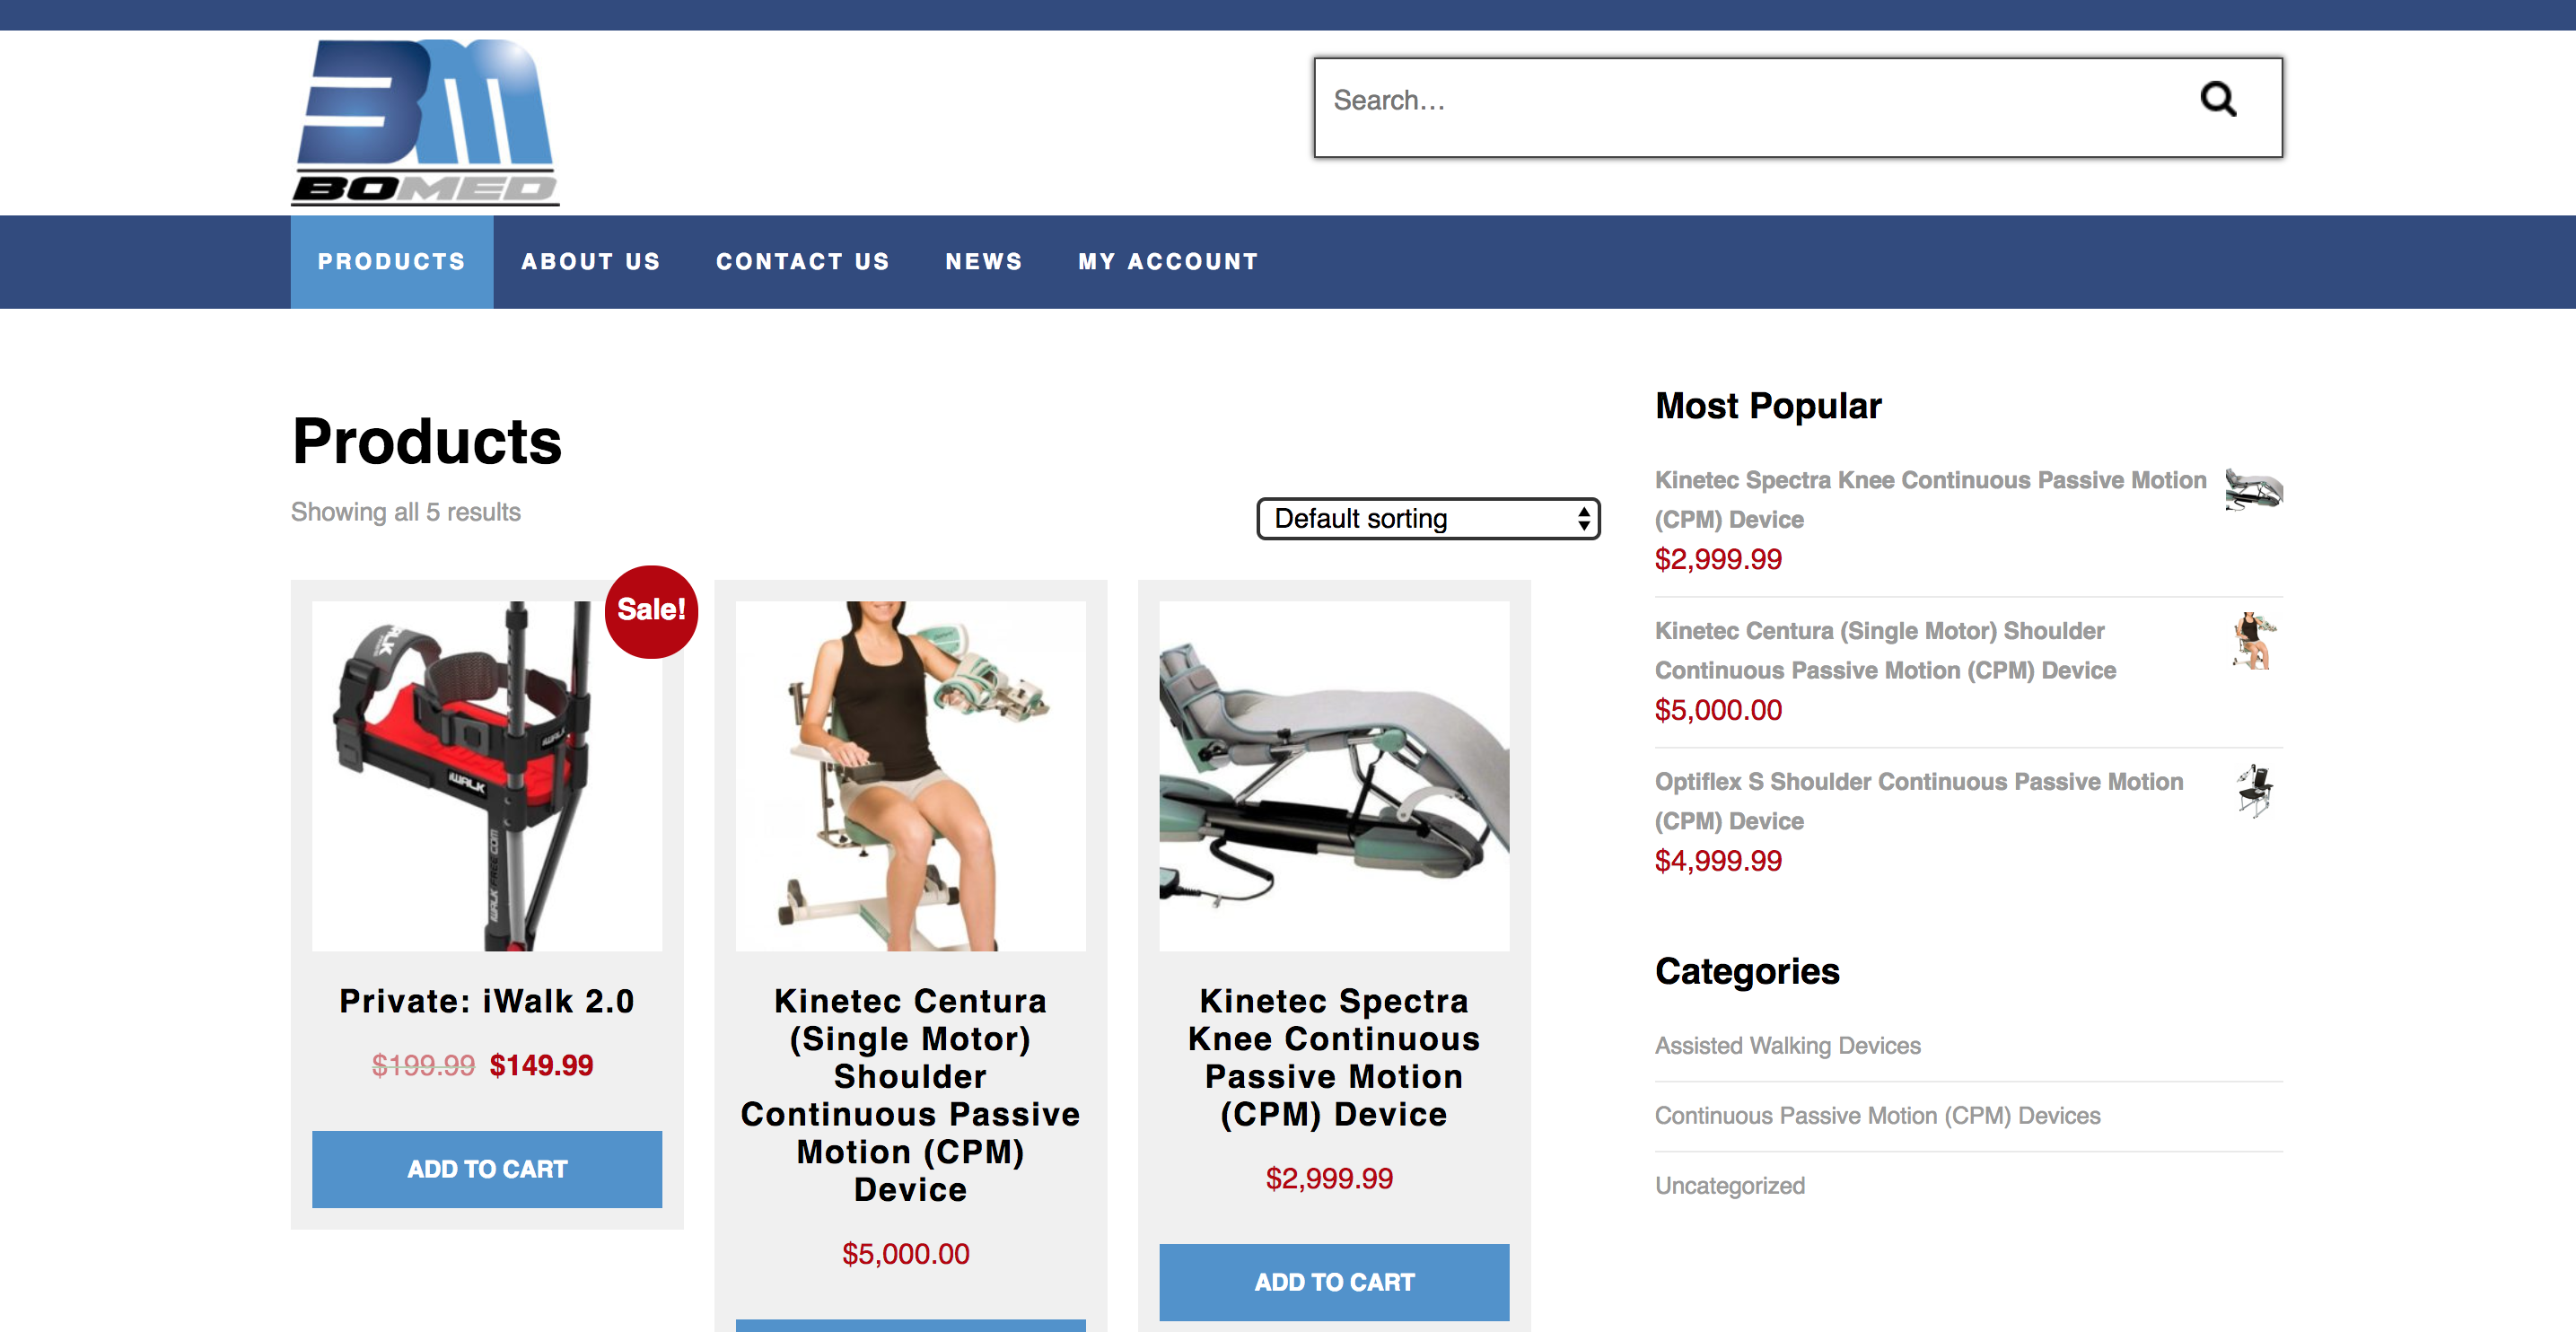 BM
BOMED
Search...
PRODUCTS ABOUT US CONTACT US NEWS MY ACCOUNT
Products
Showing all 5 results
Default sorting
Sale!
iWALK
iWALKFREE.COM
Private: iWalk 2.0
$199.99 $149.99
ADD TO CART
Kinetec Centura
(Single Motor)
Shoulder
Continuous Passive
Motion (CPM)
Device
$5,000.00
Kinetec Spectra
Knee Continuous
Passive Motion
(CPM) Device
$2,999.99
ADD TO CART
Most Popular
Kinetec Spectra Knee Continuous Passive Motion
(CPM) Device
$2,999.99
Kinetec Centura (Single Motor) Shoulder
Continuous Passive Motion (CPM) Device
$5,000.00
Optiflex S Shoulder Continuous Passive Motion
(CPM) Device
$4,999.99
Categories
Assisted Walking Devices
Continuous Passive Motion (CPM) Devices
Uncategorized